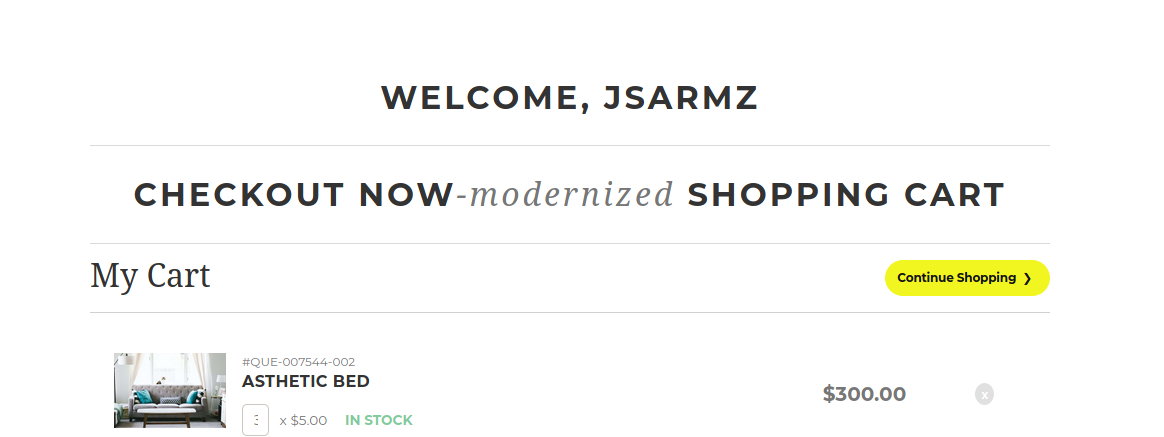 WELCOME, JSARMZ
CHECKOUT NOW-modernized SHOPPING CART
My Cart
Continue Shopping ❯
#QUE-007544-002
ASTHETIC BED
x $5.00 IN STOCK
$300.00
x